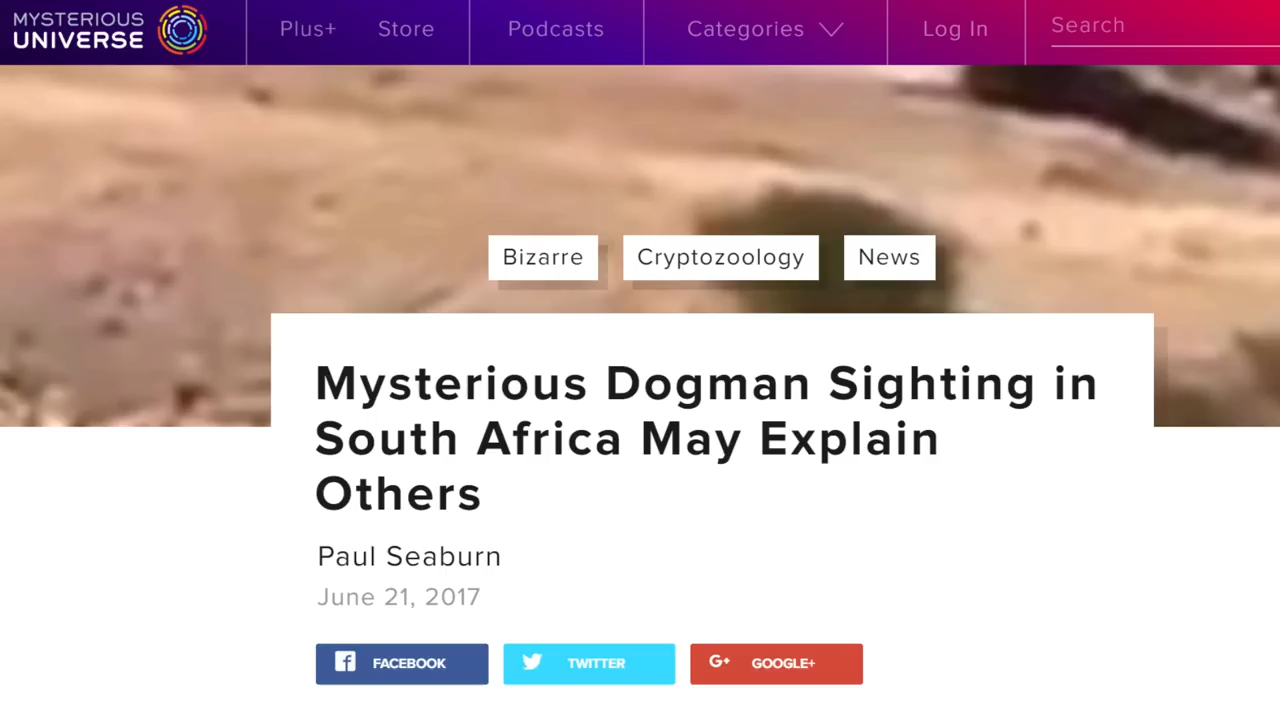 MYSTERIOUS
UNIVERSE
Plus+
Store
Podcasts
Categories
Log In
Search
Bizarre
Cryptozoology
News
Mysterious Dogman Sighting in
South Africa May Explain
Others
Paul Seaburn
June 21, 2017
FACEBOOK
TWITTER
G+ GOOGLE+